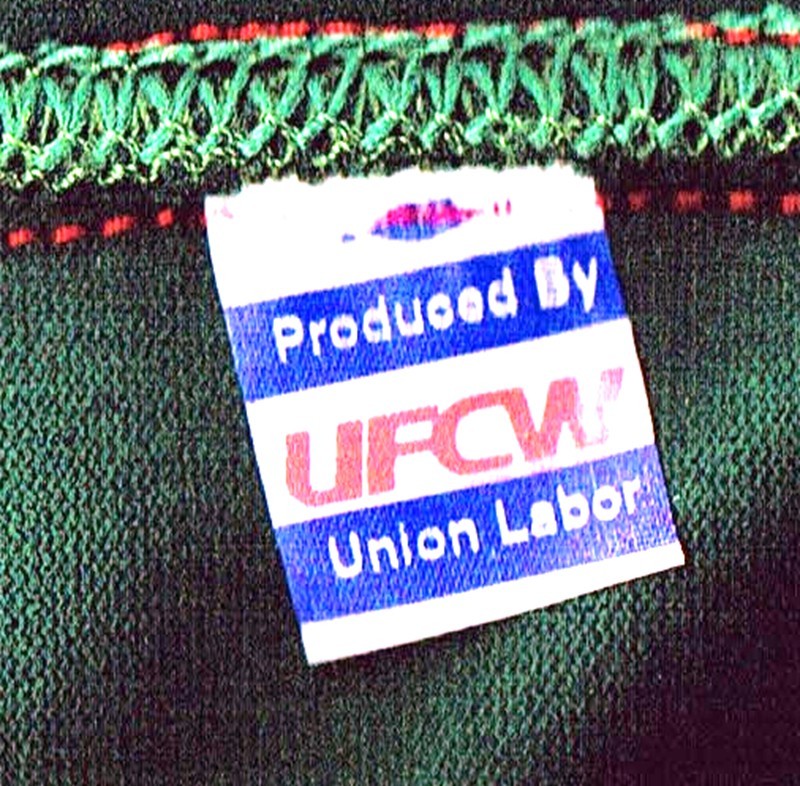 Produced By
UFCW
Union Labor